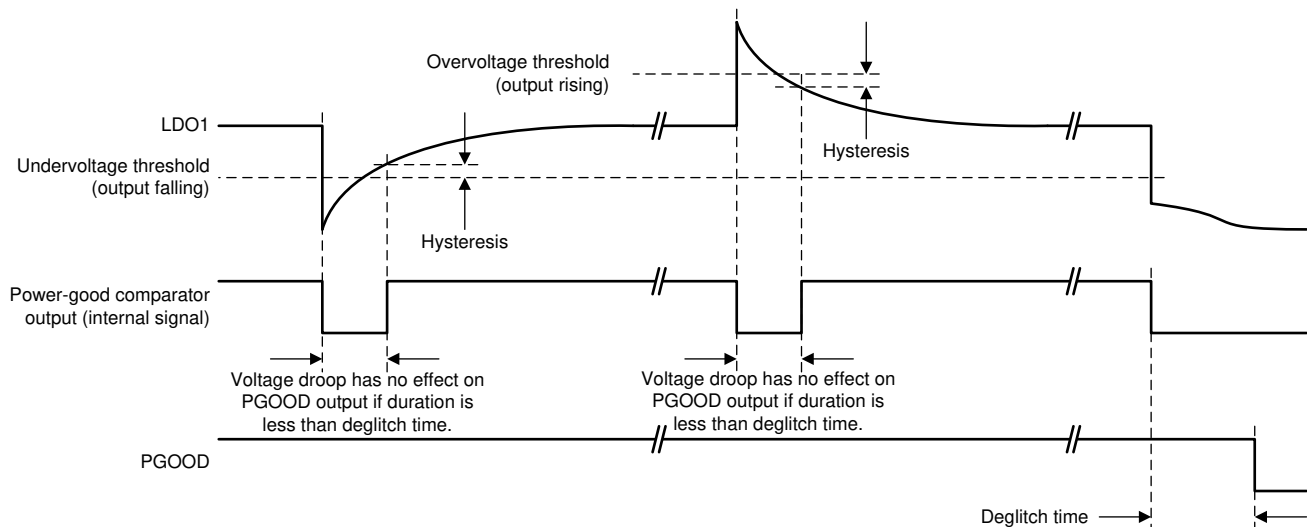 Overvoltage threshold
(output rising)
LDO1
Hysteresis
Undervoltage threshold
(output falling)
Hysteresis
Power-good comparator
output (internal signal)
Voltage droop has no effect on
PGOOD output if duration is
less than deglitch time.
Voltage droop has no effect on
PGOOD output if duration is
less than deglitch time.
PGOOD
Deglitch time